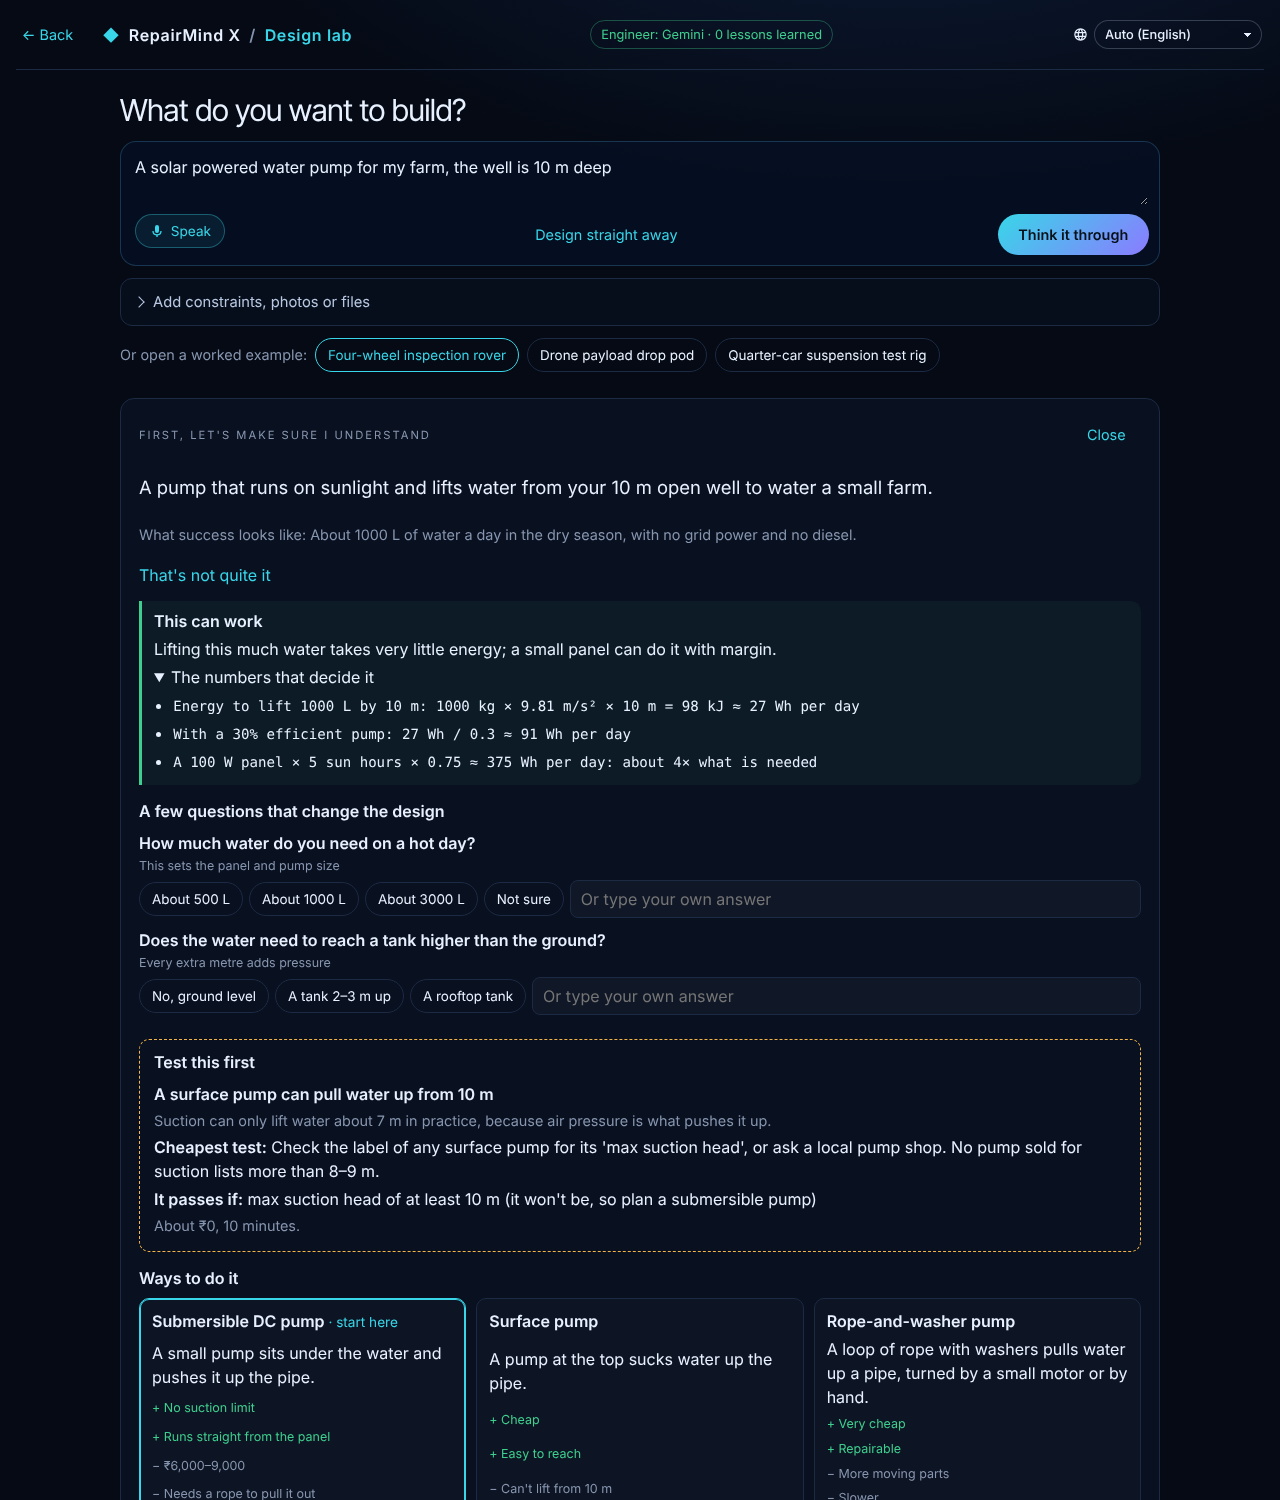 ← Back
RepairMind X / Design lab
Engineer: Gemini · 0 lessons learned
Auto (English)
What do you want to build?
A solar powered water pump for my farm, the well is 10 m deep
Speak
Design straight away
Think it through
Add constraints, photos or files
Or open a worked example:
Four-wheel inspection rover
Drone payload drop pod
Quarter-car suspension test rig
FIRST, LET'S MAKE SURE I UNDERSTAND
Close
A pump that runs on sunlight and lifts water from your 10 m open well to water a small farm.
What success looks like: About 1000 L of water a day in the dry season, with no grid power and no diesel.
That's not quite it
This can work
Lifting this much water takes very little energy; a small panel can do it with margin.
▼ The numbers that decide it
• Energy to lift 1000 L by 10 m: 1000 kg × 9.81 m/s² × 10 m = 98 kJ ≈ 27 Wh per day
• With a 30% efficient pump: 27 Wh / 0.3 ≈ 91 Wh per day
• A 100 W panel × 5 sun hours × 0.75 ≈ 375 Wh per day: about 4× what is needed
A few questions that change the design
How much water do you need on a hot day?
This sets the panel and pump size
About 500 L
About 1000 L
About 3000 L
Not sure
Or type your own answer
Does the water need to reach a tank higher than the ground?
Every extra metre adds pressure
No, ground level
A tank 2–3 m up
A rooftop tank
Or type your own answer
Test this first
A surface pump can pull water up from 10 m
Suction can only lift water about 7 m in practice, because air pressure is what pushes it up.
Cheapest test: Check the label of any surface pump for its 'max suction head', or ask a local pump shop. No pump sold for
suction lists more than 8–9 m.
It passes if: max suction head of at least 10 m (it won't be, so plan a submersible pump)
About ₹0, 10 minutes.
Ways to do it
Submersible DC pump · start here
A small pump sits under the water and
pushes it up the pipe.
+ No suction limit
+ Runs straight from the panel
− ₹6,000–9,000
− Needs a rope to pull it out
Surface pump
A pump at the top sucks water up the
pipe.
+ Cheap
+ Easy to reach
− Can't lift from 10 m
Rope-and-washer pump
A loop of rope with washers pulls water
up a pipe, turned by a small motor or by
hand.
+ Very cheap
+ Repairable
− More moving parts
− Slower